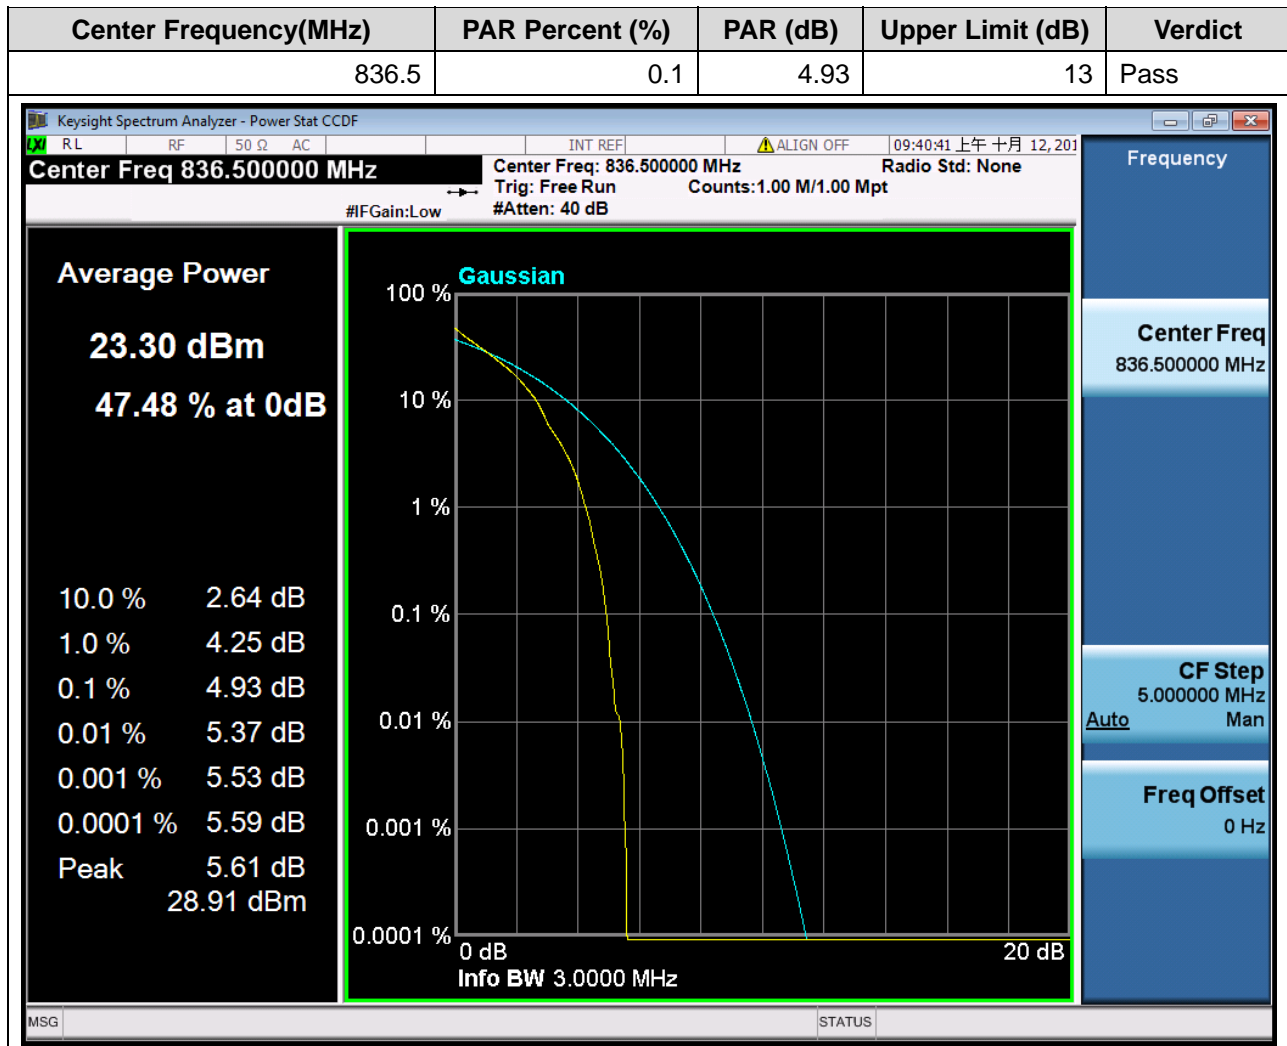 Center Frequency(MHz) PAR Percent (%) PAR (dB) Upper Limit (dB) Verdict
836.5 0.1 4.93 13 Pass
Keysight Spectrum Analyzer - Power Stat CCDF
LXI RL RF 50 Ω AC INT REF ALIGN OFF 09:40:41 上午 十月 12, 201
Center Freq 836.500000 MHz
Center Freq: 836.500000 MHz Radio Std: None
Trig: Free Run Counts:1.00 M/1.00 Mpt
#IFGain:Low #Atten: 40 dB
Average Power
23.30 dBm
47.48 % at 0dB
10.0 % 2.64 dB
1.0 % 4.25 dB
0.1 % 4.93 dB
0.01 % 5.37 dB
0.001 % 5.53 dB
0.0001 % 5.59 dB
Peak 5.61 dB
28.91 dBm
Gaussian
100 %
10 %
1 %
0.1 %
0.01 %
0.001 %
0.0001 %
0 dB 20 dB
Info BW 3.0000 MHz
Frequency
Center Freq
836.500000 MHz
CF Step
5.000000 MHz
Auto Man
Freq Offset
0 Hz
MSG STATUS